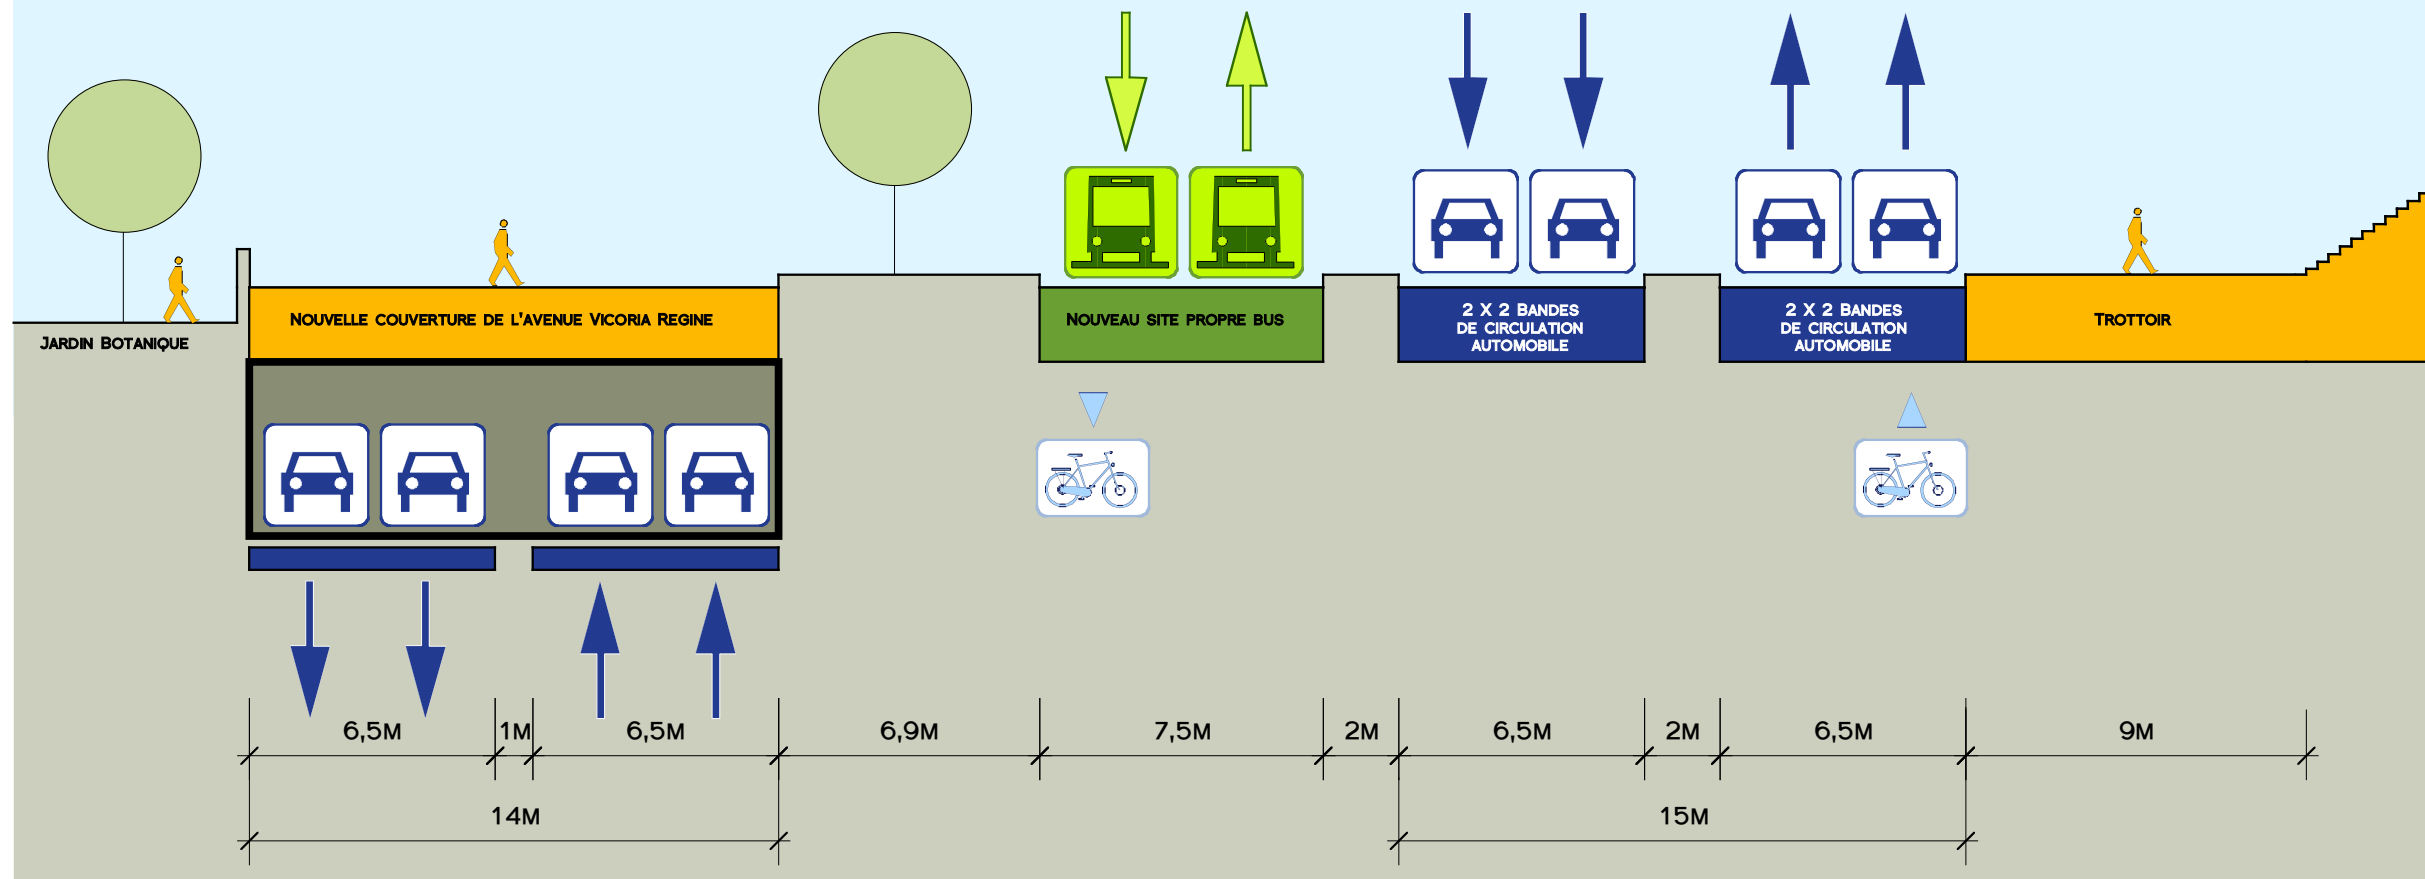 Jardin Botanique
Nouvelle couverture de l'avenue Vicoria Regine
Nouveau site propre bus
2 x 2 Bandes
de circulation
automobile
2 x 2 Bandes
de circulation
automobile
Trottoir
6,5m
1m
6,5m
6,9m
7,5m
2m
6,5m
2m
6,5m
9m
14m
15m